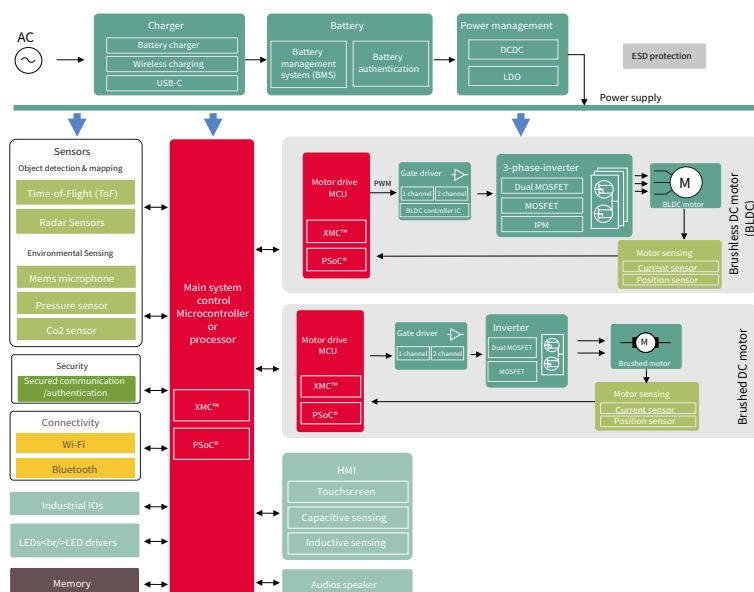 AC
Charger
Battery charger
Wireless charging
USB-C
Battery
Battery
management
system (BMS)
Battery
authentication
Power management
DCDC
LDO
ESD protection
Power supply
Sensors
Object detection & mapping
Time-of-Flight (ToF)
Radar Sensors
Environmental Sensing
Mems microphone
Pressure sensor
Co2 sensor
Security
Secured communication
/authentication
Connectivity
Wi-Fi
Bluetooth
Industrial IOs
LEDs<br/>LED drivers
Memory
Main system
control
Microcontroller
or
processor
XMC™
PSoC®
Motor drive
MCU
XMC™
PSoC®
PWM
Gate driver
1 channel
2 channel
BLDC controller IC
3-phase-inverter
Dual MOSFET
MOSFET
IPM
M
BLDC motor
Motor sensing
Current sensor
Position sensor
Brushless DC motor
(BLDC)
Motor drive
MCU
XMC™
PSoC®
Gate driver
1 channel
2 channel
Inverter
Dual MOSFET
MOSFET
M
Brushed motor
Motor sensing
Current sensor
Position sensor
Brushed DC motor
HMI
Touchscreen
Capacitive sensing
Inductive sensing
Audios speaker